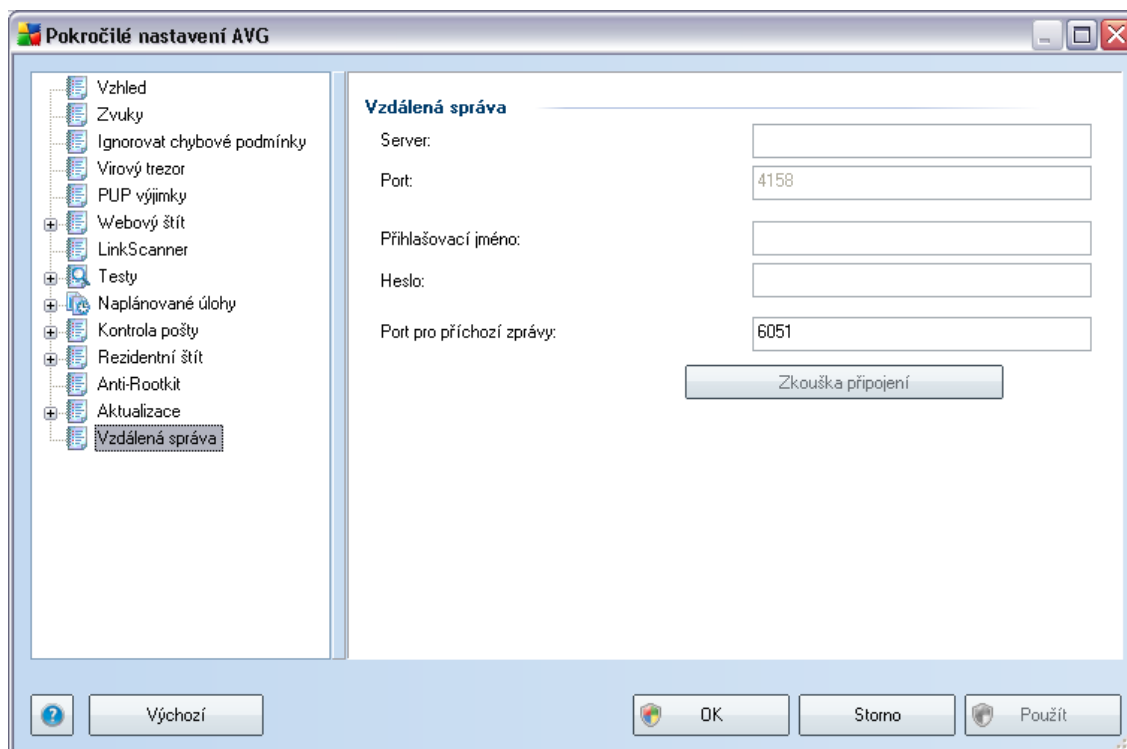 Pokročilé nastavení AVG
Vzhled
Zvuky
Ignorovat chybové podmínky
Virový trezor
PUP výjimky
Webový štít
LinkScanner
Testy
Naplánované úlohy
Kontrola pošty
Rezidentní štít
Anti-Rootkit
Aktualizace
Vzdálená správa
Vzdálená správa
Server:
Port:
4158
Přihlašovací jméno:
Heslo:
Port pro příchozí zprávy:
6051
Zkouška připojení
Výchozí
OK
Storno
Použít